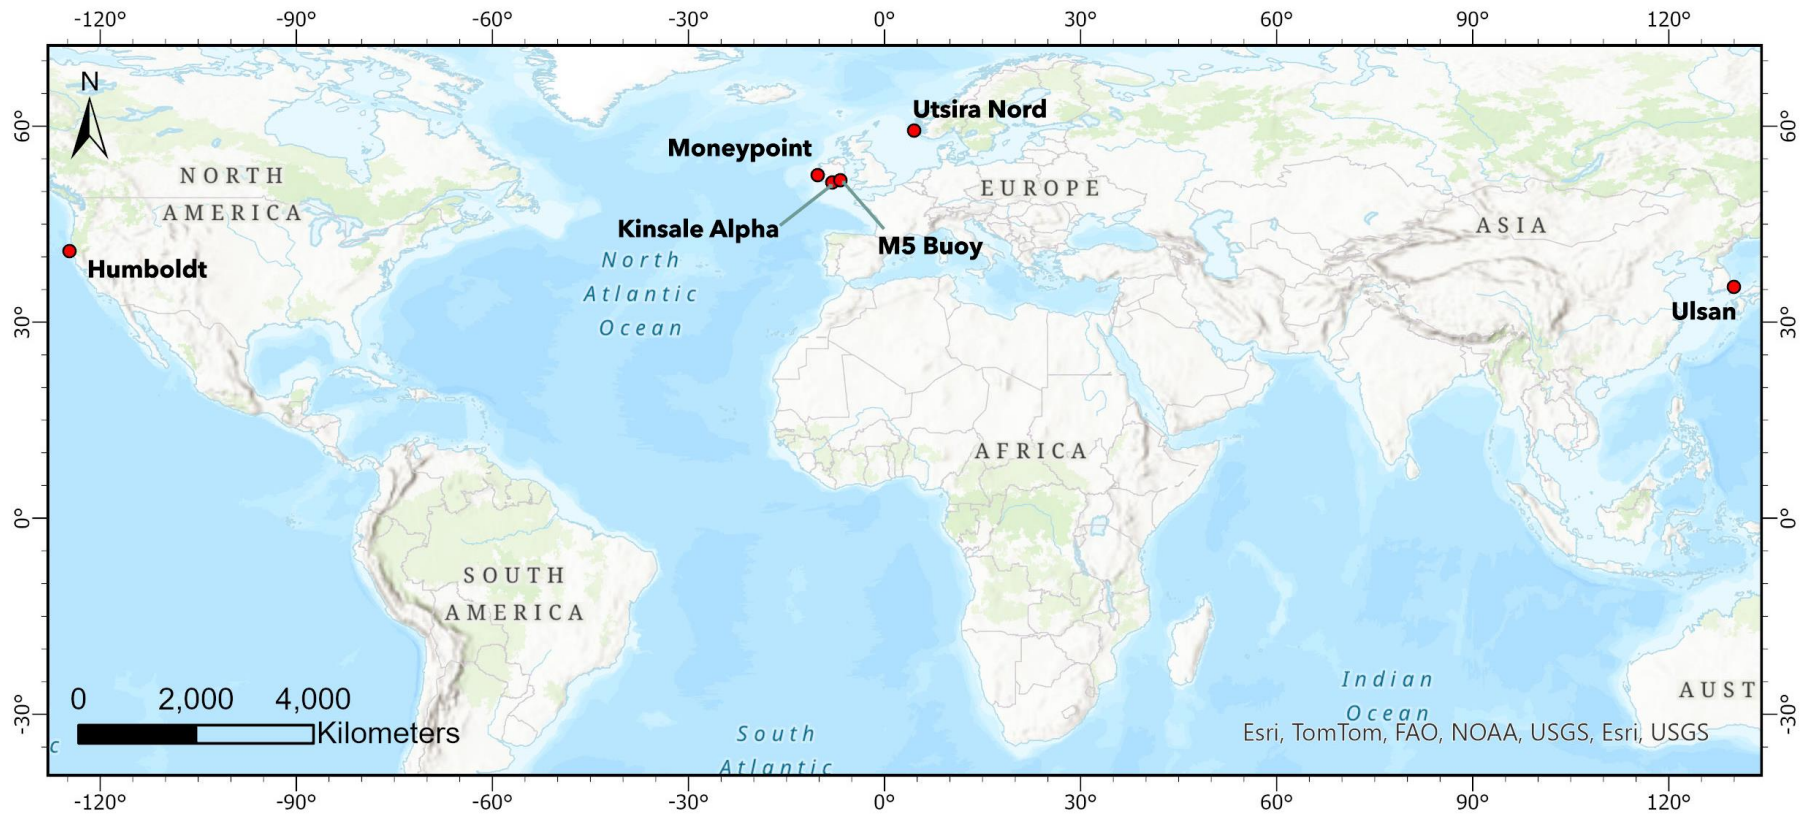 -120° -90° -60° -30° 0° 30° 60° 90° 120°
N
60° 60°
Utsira Nord
Moneypoint
NORTH
AMERICA
EUROPE
ASIA
Kinsale Alpha
M5 Buoy
Humboldt
North
Atlantic
Ocean
Ulsan
30° 30°
AFRICA
0° 0°
SOUTH
AMERICA
Indian
Ocean
AUST
0 2,000 4,000
Kilometers
-30° -30°
South
Atlantic
Esri, TomTom, FAO, NOAA, USGS, Esri, USGS
c
-120° -90° -60° -30° 0° 30° 60° 90° 120°